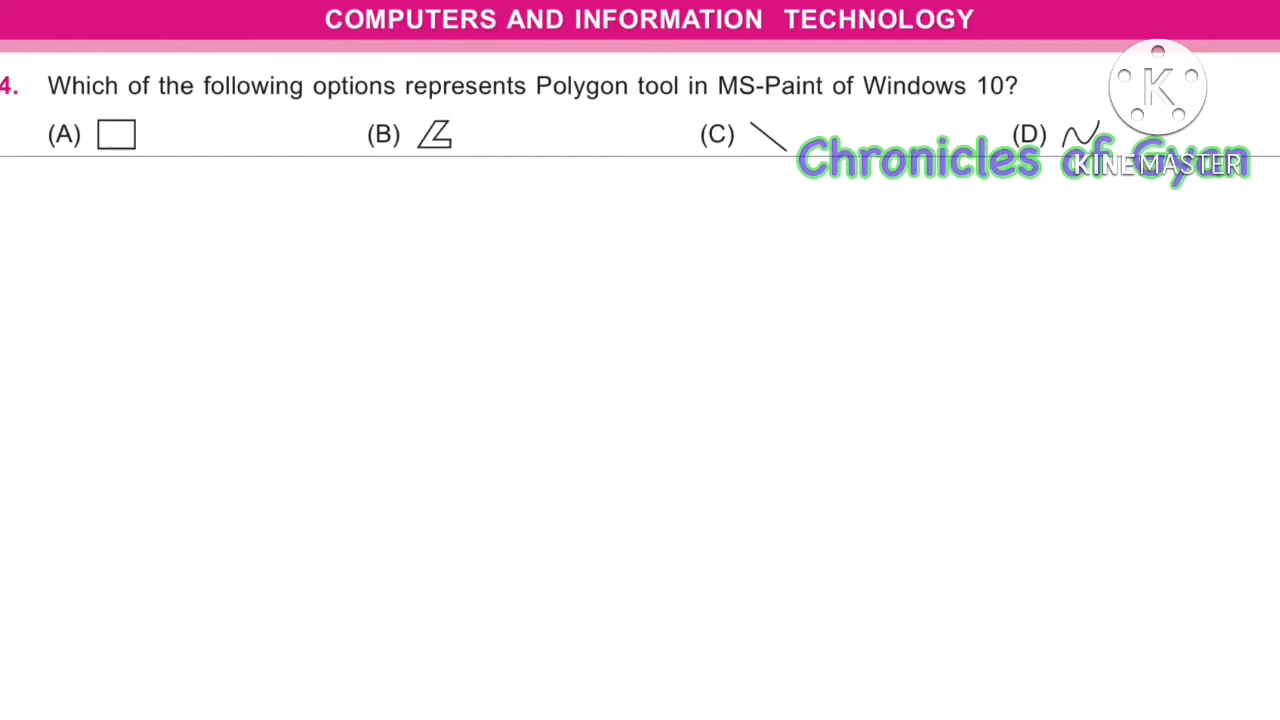 COMPUTERS AND INFORMATION TECHNOLOGY
4. Which of the following options represents Polygon tool in MS-Paint of Windows 10?
(A) (B) (C) (D)
Chronicles of Gyan
K
KINEMASTER